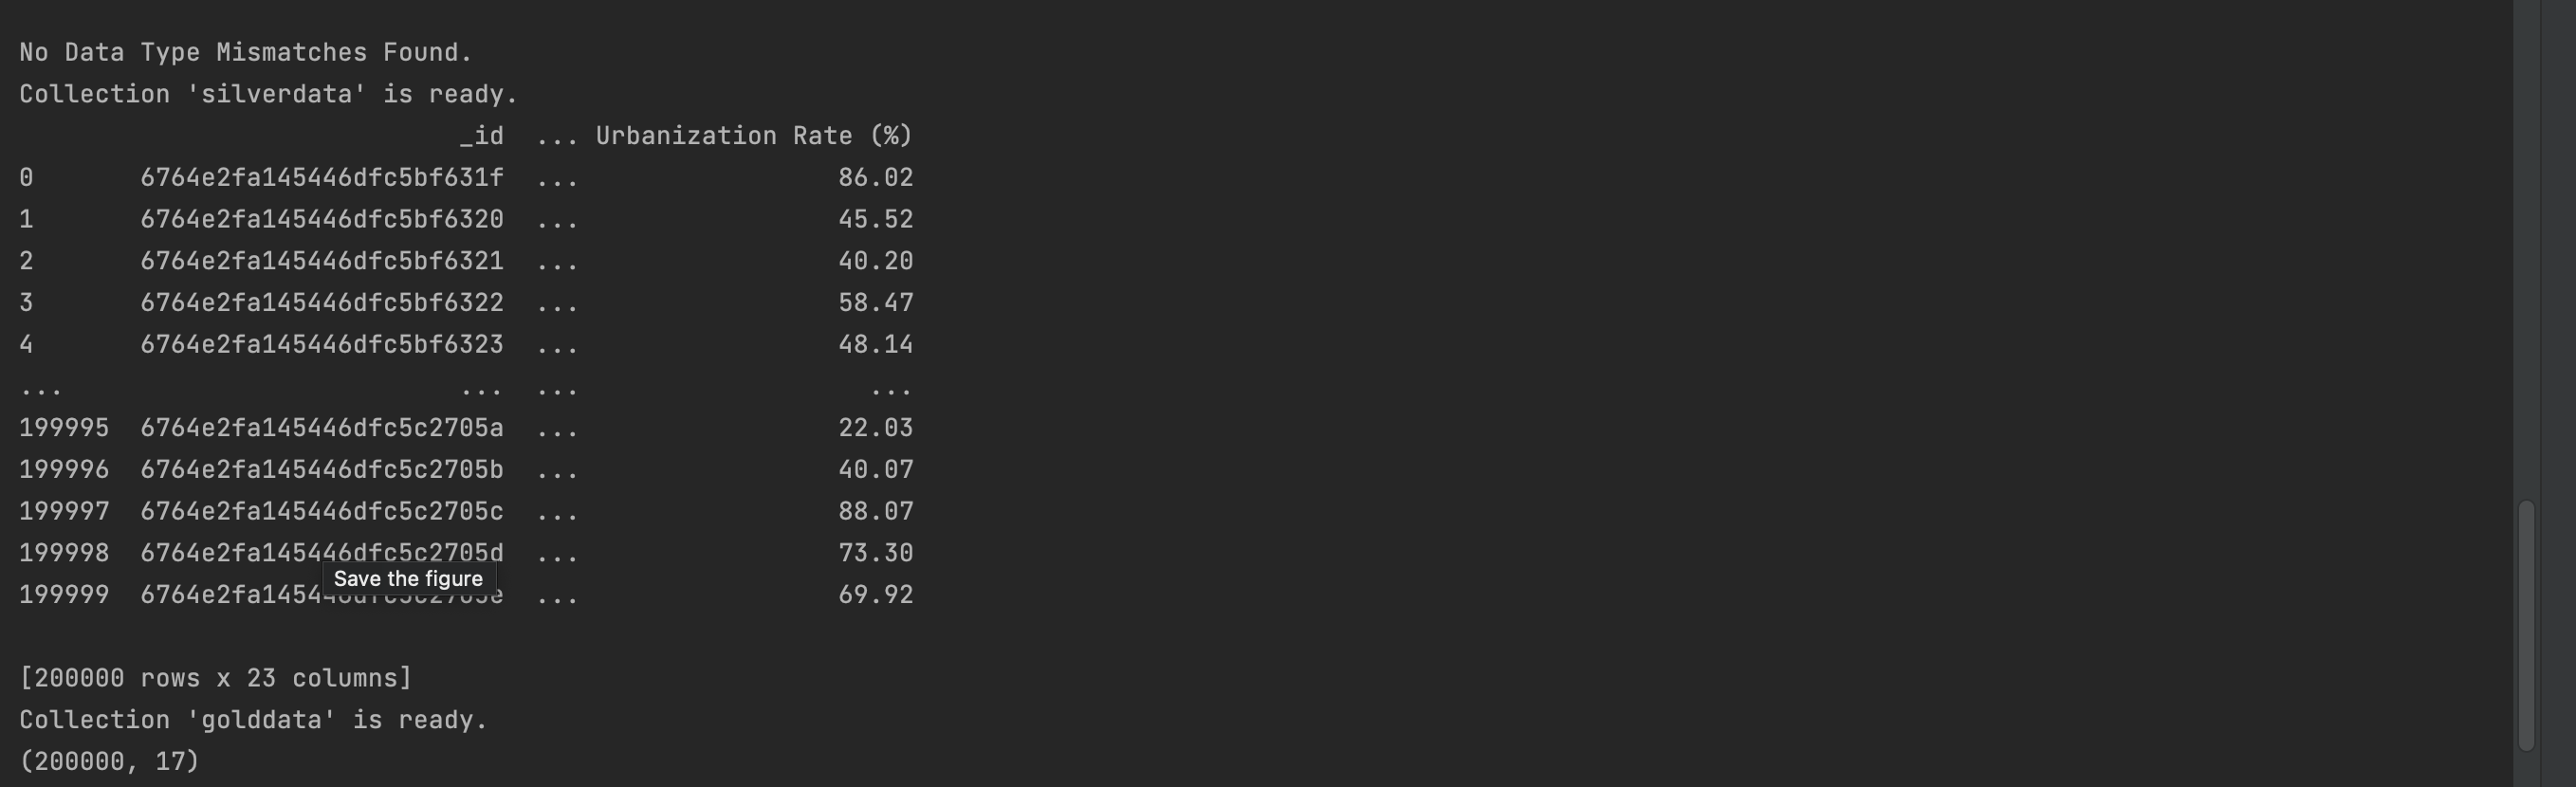 No Data Type Mismatches Found.
Collection 'silverdata' is ready.
_id ... Urbanization Rate (%)
0 6764e2fa145446dfc5bf631f ... 86.02
1 6764e2fa145446dfc5bf6320 ... 45.52
2 6764e2fa145446dfc5bf6321 ... 40.20
3 6764e2fa145446dfc5bf6322 ... 58.47
4 6764e2fa145446dfc5bf6323 ... 48.14
... ... ... ...
199995 6764e2fa145446dfc5c2705a ... 22.03
199996 6764e2fa145446dfc5c2705b ... 40.07
199997 6764e2fa145446dfc5c2705c ... 88.07
199998 6764e2fa145446dfc5c2705d ... 73.30
Save the figure
199999 ... 69.92
[200000 rows x 23 columns]
Collection 'golddata' is ready.
(200000, 17)